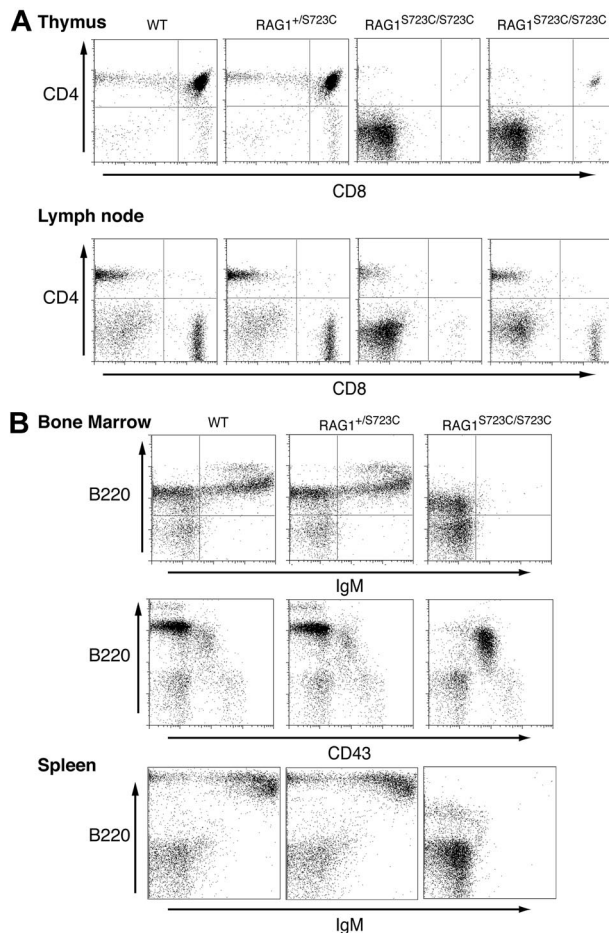 A Thymus
WT RAG1+/S723C RAG1S723C/S723C RAG1S723C/S723C
CD4
CD8
Lymph node
CD4
CD8
B Bone Marrow
WT RAG1+/S723C RAG1S723C/S723C
B220
IgM
B220
CD43
Spleen
B220
IgM